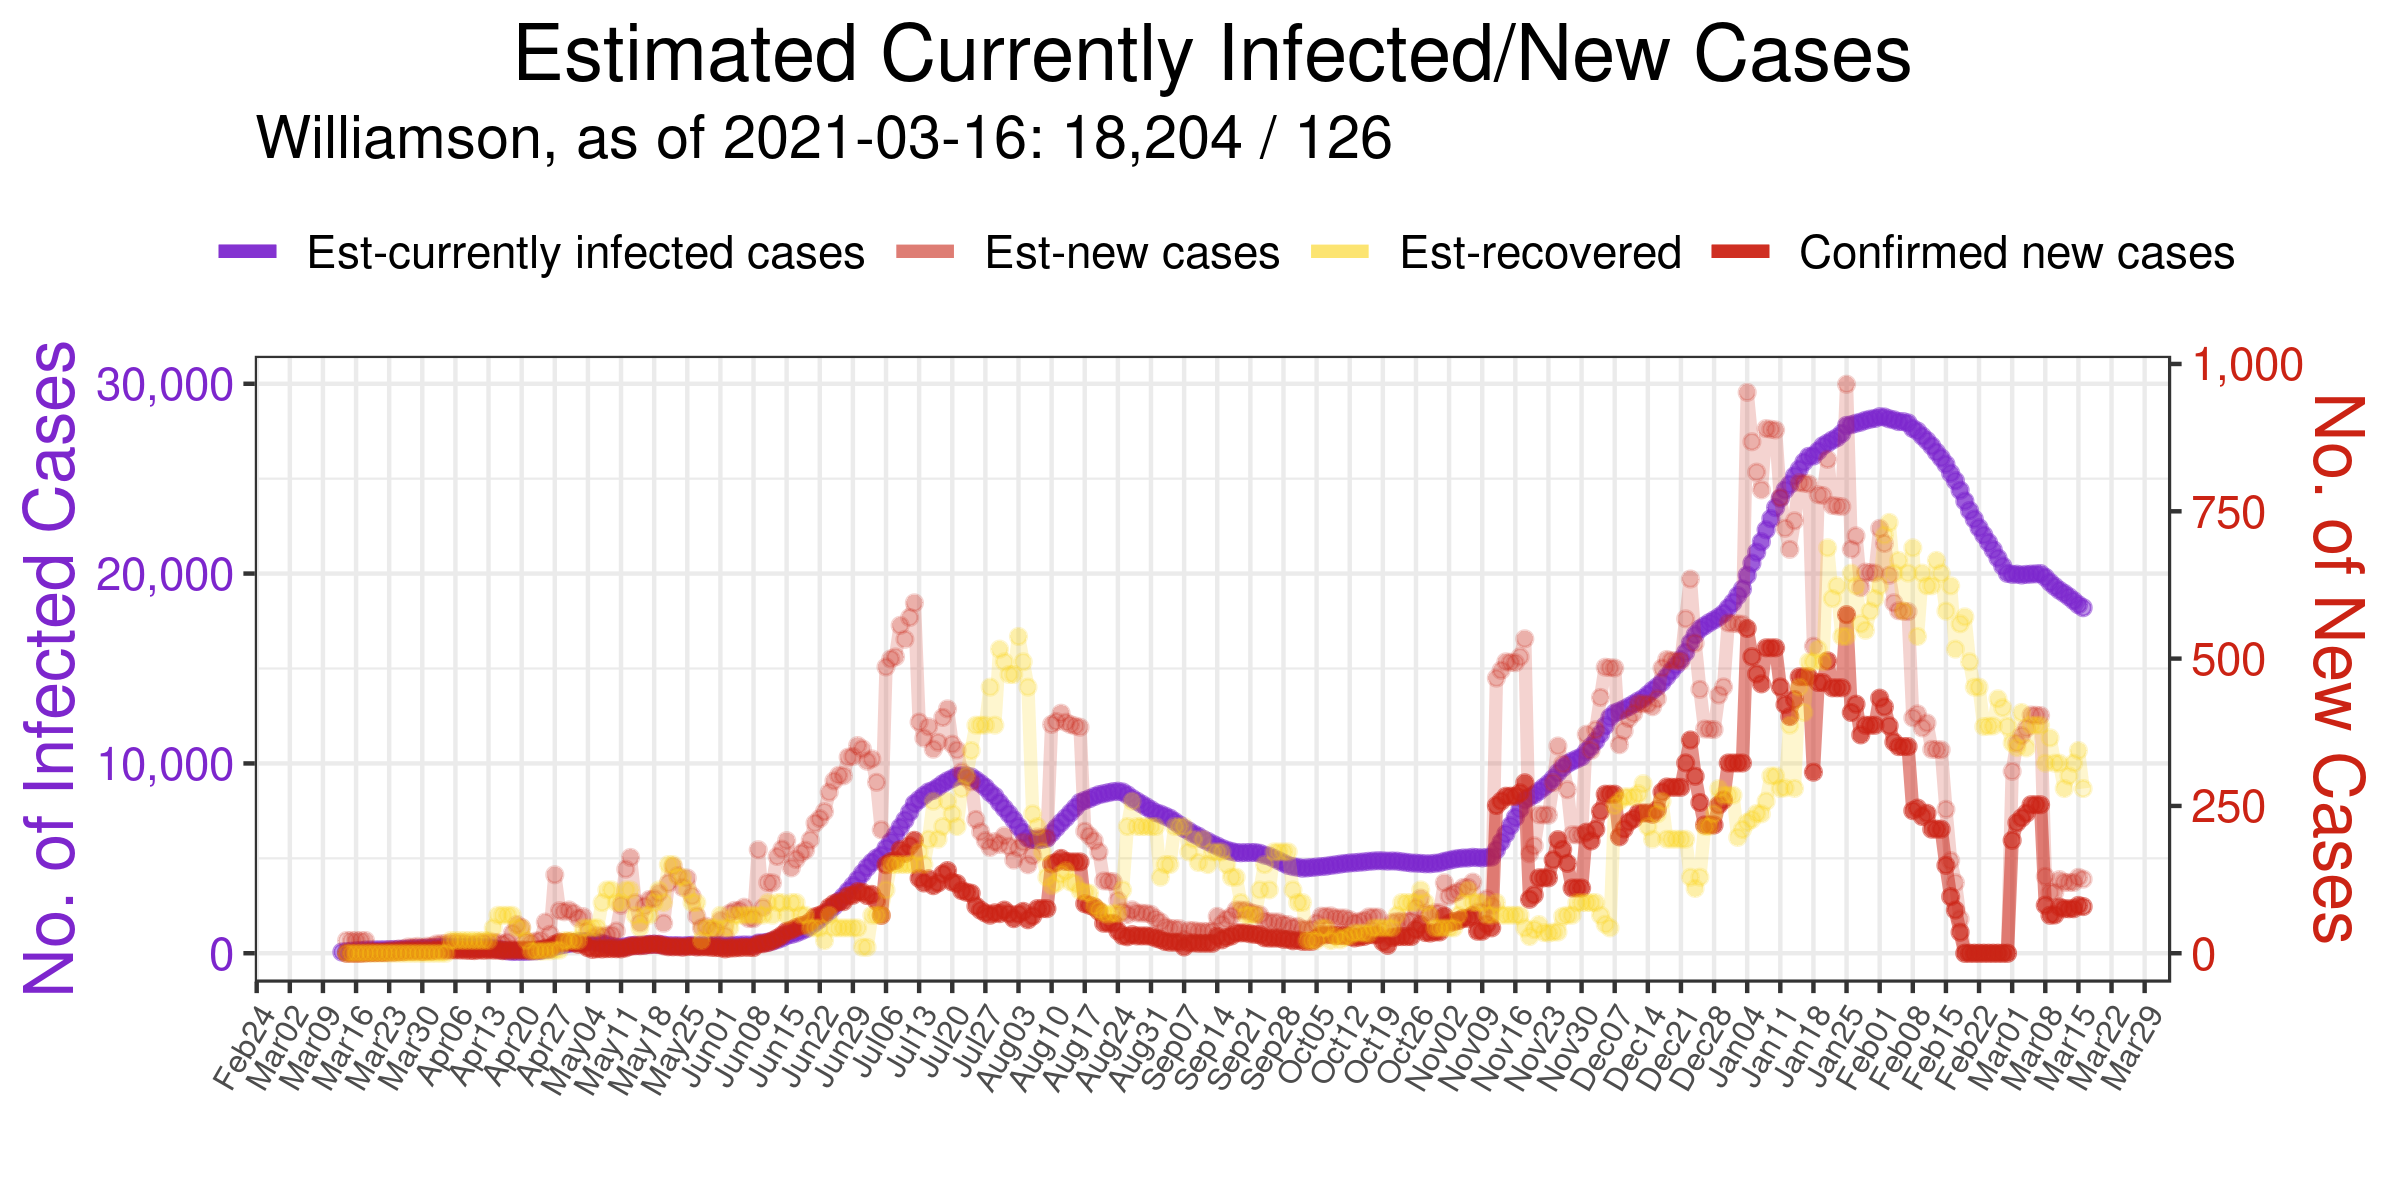 Estimated Currently Infected/New Cases
Williamson, as of 2021-03-16: 18,204 / 126
Est-currently infected cases Est-new cases Est-recovered Confirmed new cases
No. of Infected Cases
30,000
20,000
10,000
0
1,000
750
500
250
0
No. of New Cases
Feb24 Mar02 Mar09 Mar16 Mar23 Mar30 Apr06 Apr13 Apr20 Apr27 May04 May11 May18 May25 Jun01 Jun08 Jun15 Jun22 Jun29 Jul06 Jul13 Jul20 Jul27 Aug03 Aug10 Aug17 Aug24 Aug31 Sep07 Sep14 Sep21 Sep28 Oct05 Oct12 Oct19 Oct26 Nov02 Nov09 Nov16 Nov23 Nov30 Dec07 Dec14 Dec21 Dec28 Jan04 Jan11 Jan18 Jan25 Feb01 Feb08 Feb15 Feb22 Mar01 Mar08 Mar15 Mar22 Mar29